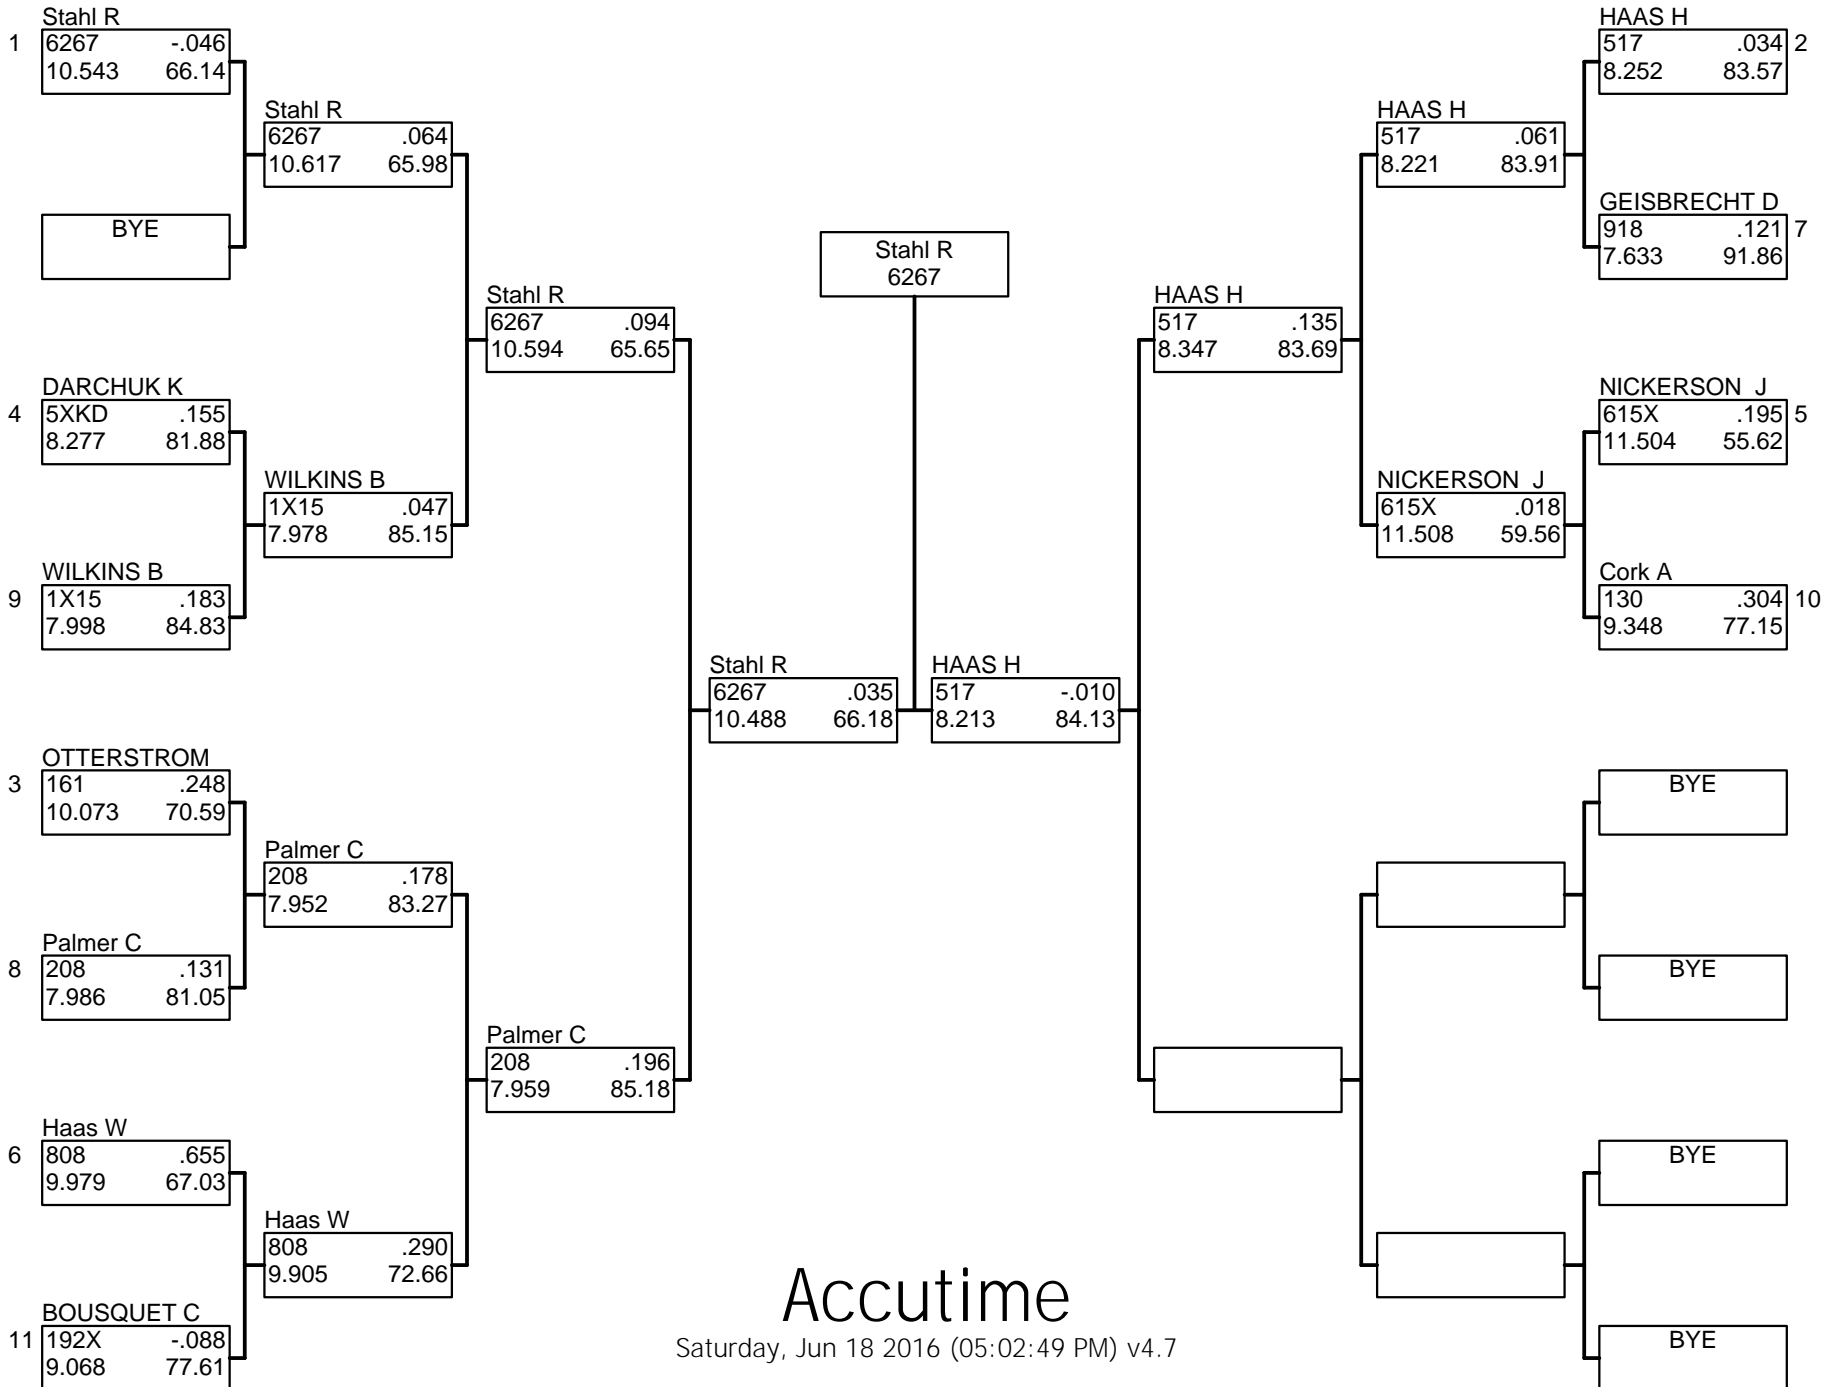 Stahl R
1 6267 -.046
10.543 66.14
BYE
DARCHUK K
4 5XKD .155
8.277 81.88
WILKINS B
9 1X15 .183
7.998 84.83
OTTERSTROM
3 161 .248
10.073 70.59
Palmer C
8 208 .131
7.986 81.05
Haas W
6 808 .655
9.979 67.03
BOUSQUET C
11 192X -.088
9.068 77.61
Stahl R
6267 .064
10.617 65.98
WILKINS B
1X15 .047
7.978 85.15
Palmer C
208 .178
7.952 83.27
Haas W
808 .290
9.905 72.66
Stahl R
6267 .094
10.594 65.65
Palmer C
208 .196
7.959 85.18
Stahl R
6267 .035
10.488 66.18
Stahl R
6267
HAAS H
517 -.010
8.213 84.13
HAAS H
517 .135
8.347 83.69
HAAS H
517 .061
8.221 83.91
NICKERSON  J
615X .018
11.508 59.56
HAAS H
517 .034 2
8.252 83.57
GEISBRECHT D
918 .121 7
7.633 91.86
NICKERSON  J
615X .195 5
11.504 55.62
Cork A
130 .304 10
9.348 77.15
BYE
BYE
BYE
BYE
Accutime
Saturday, Jun 18 2016 (05:02:49 PM) v4.7